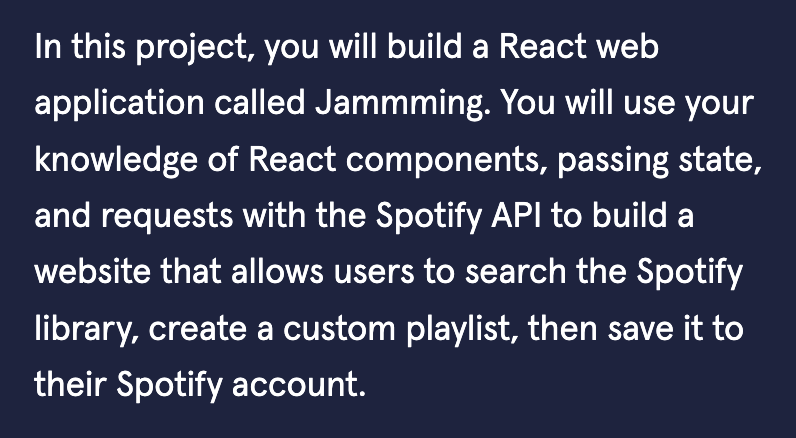 In this project, you will build a React web
application called Jammming. You will use your
knowledge of React components, passing state,
and requests with the Spotify API to build a
website that allows users to search the Spotify
library, create a custom playlist, then save it to
their Spotify account.